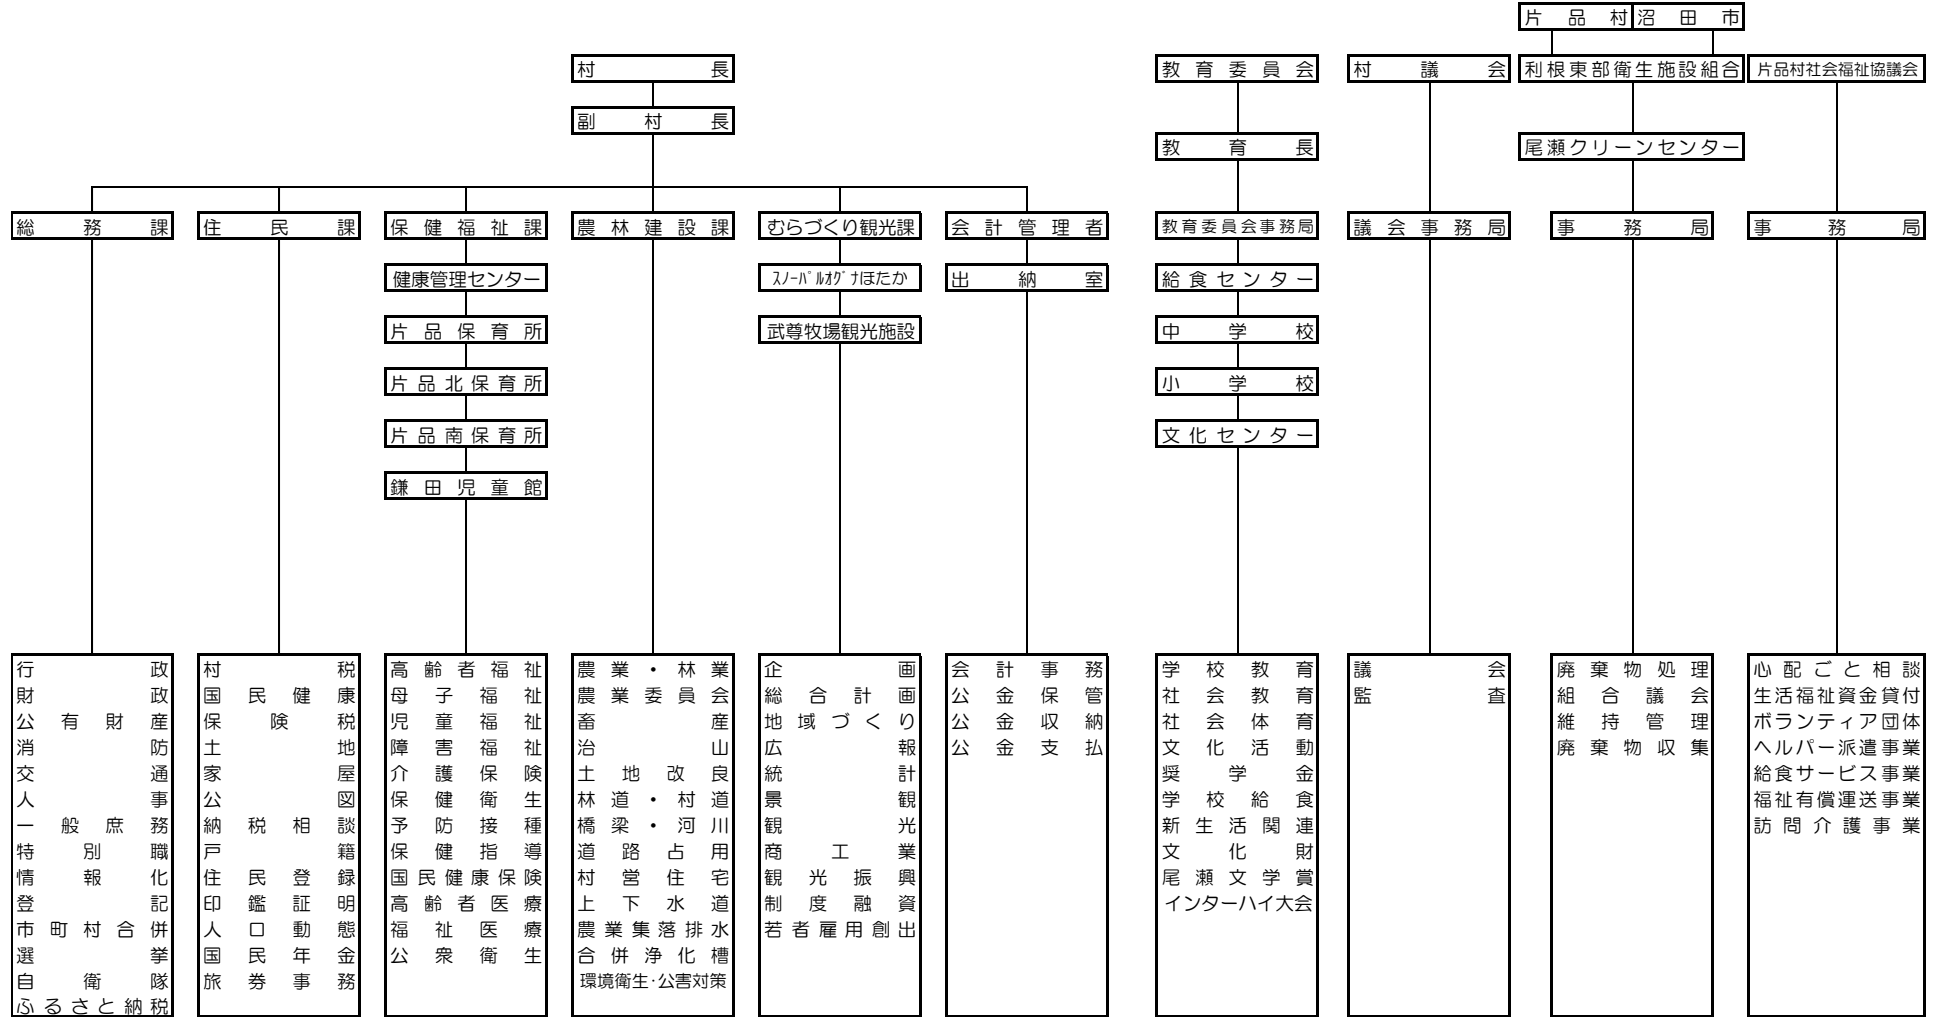 片品村 沼田市
村長 教育委員会 村議会 利根東部衛生施設組合 片品村社会福祉協議会
副村長
教育長 尾瀬クリーンセンター
総務課 住民課 保健福祉課 農林建設課 むらづくり観光課 会計管理者 教育委員会事務局 議会事務局 事務局 事務局
健康管理センター ｽﾉｰﾊﾟﾙｵｸﾞﾅほたか 出納室 給食センター
片品保育所 武尊牧場観光施設 中学校
片品北保育所 小学校
片品南保育所 文化センター
鎌田児童館
行政
財政
公有財産
消防
交通
人事
一般庶務
特別職
情報化
登記
市町村合併
選挙
自衛隊
ふるさと納税
村税
国民健康
保険税
土地
家屋
公図
納税相談
戸籍
住民登録
印鑑証明
人口動態
国民年金
旅券事務
高齢者福祉
母子福祉
児童福祉
障害福祉
介護保険
保健衛生
予防接種
保健指導
国民健康保険
高齢者医療
福祉医療
公衆衛生
農業・林業
農業委員会
畜産
治山
土地改良
林道・村道
橋梁・河川
道路占用
村営住宅
上下水道
農業集落排水
合併浄化槽
環境衛生･公害対策
企画
総合計画
地域づくり
広報
統計
景観
観光
商工業
観光振興
制度融資
若者雇用創出
会計事務
公金保管
公金収納
公金支払
学校教育
社会教育
社会体育
文化活動
奨学金
学校給食
新生活関連
文化財
尾瀬文学賞
インターハイ大会
議会
監査
廃棄物処理
組合議会
維持管理
廃棄物収集
心配ごと相談
生活福祉資金貸付
ボランティア団体
ヘルパー派遣事業
給食サービス事業
福祉有償運送事業
訪問介護事業